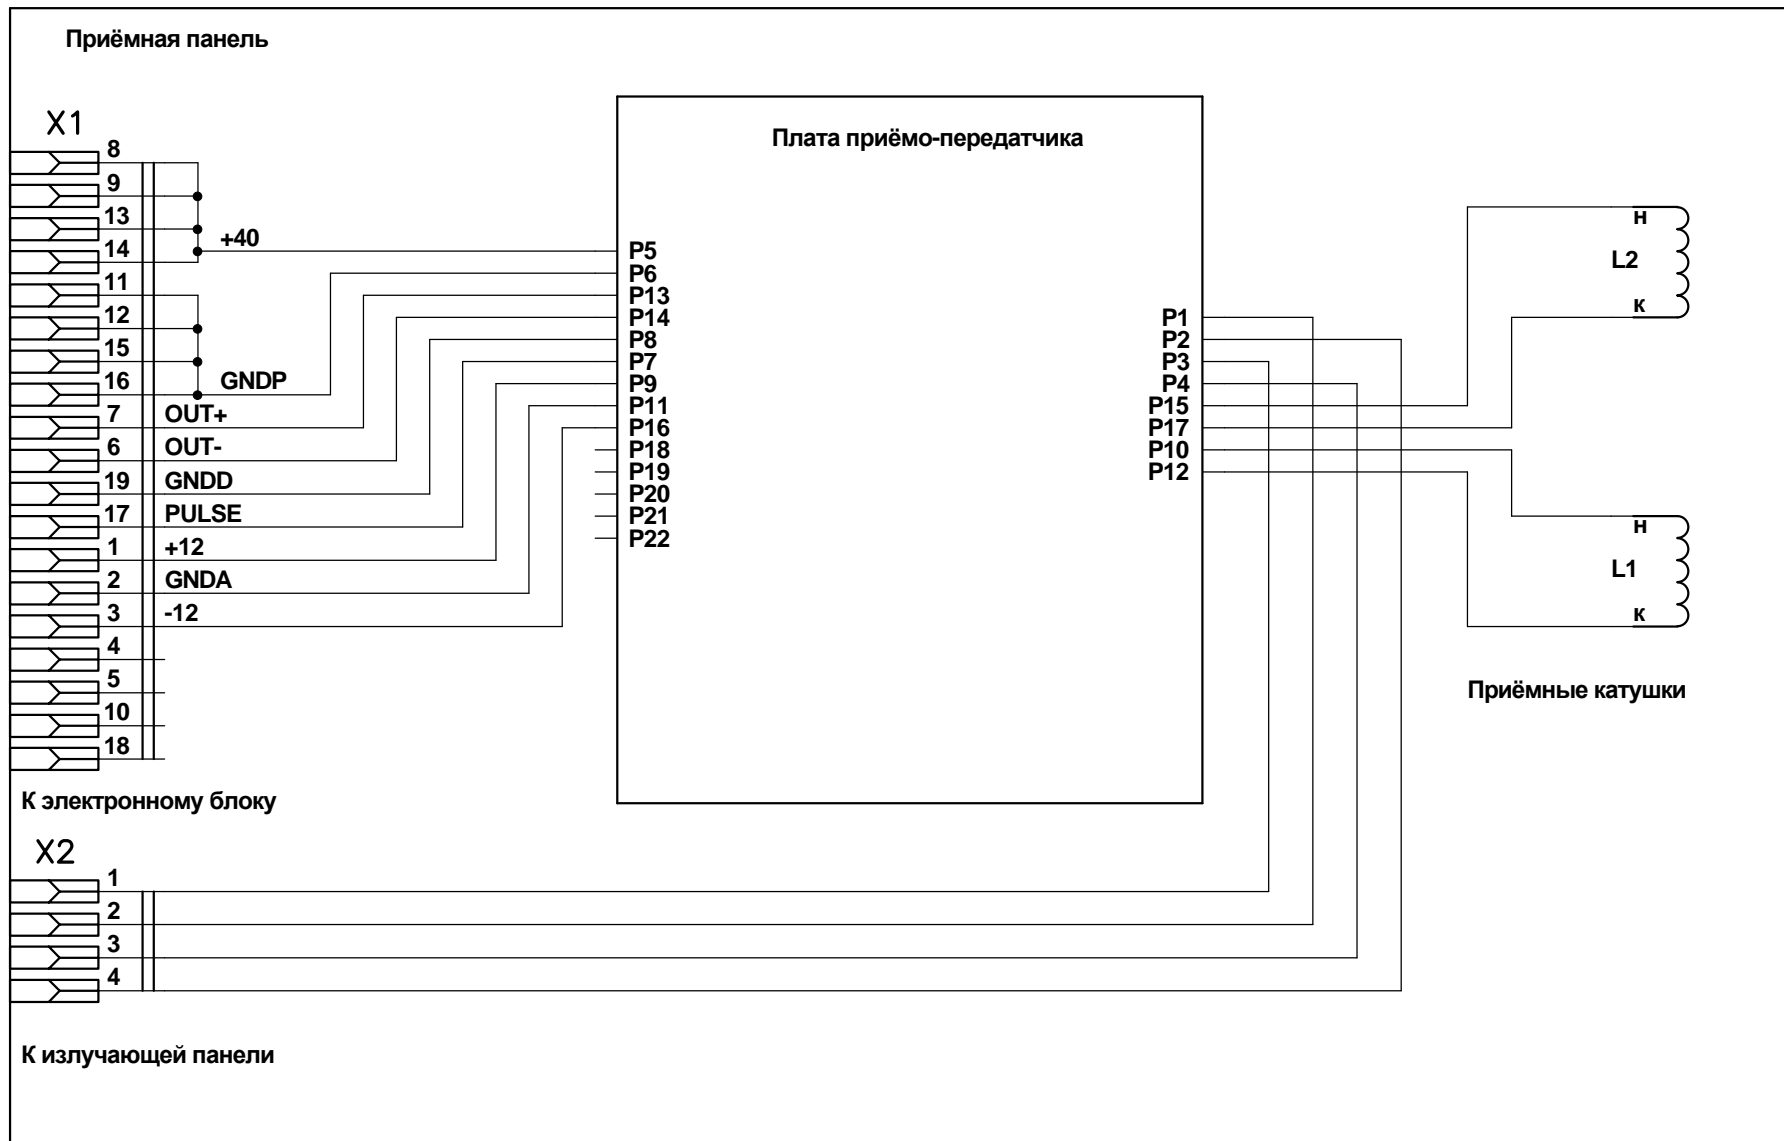 Приёмная панель
X1
Плата приёмо-передатчика
8
9
13
14
11
12
15
16
7
6
19
17
1
2
3
4
5
10
18
+40
GNDP
OUT+
OUT-
GNDD
PULSE
+12
GNDA
-12
P5
P6
P13
P14
P8
P7
P9
P11
P16
P18
P19
P20
P21
P22
P1
P2
P3
P4
P15
P17
P10
P12
н
L2
к
н
L1
к
Приёмные катушки
К электронному блоку
X2
1
2
3
4
К излучающей панели